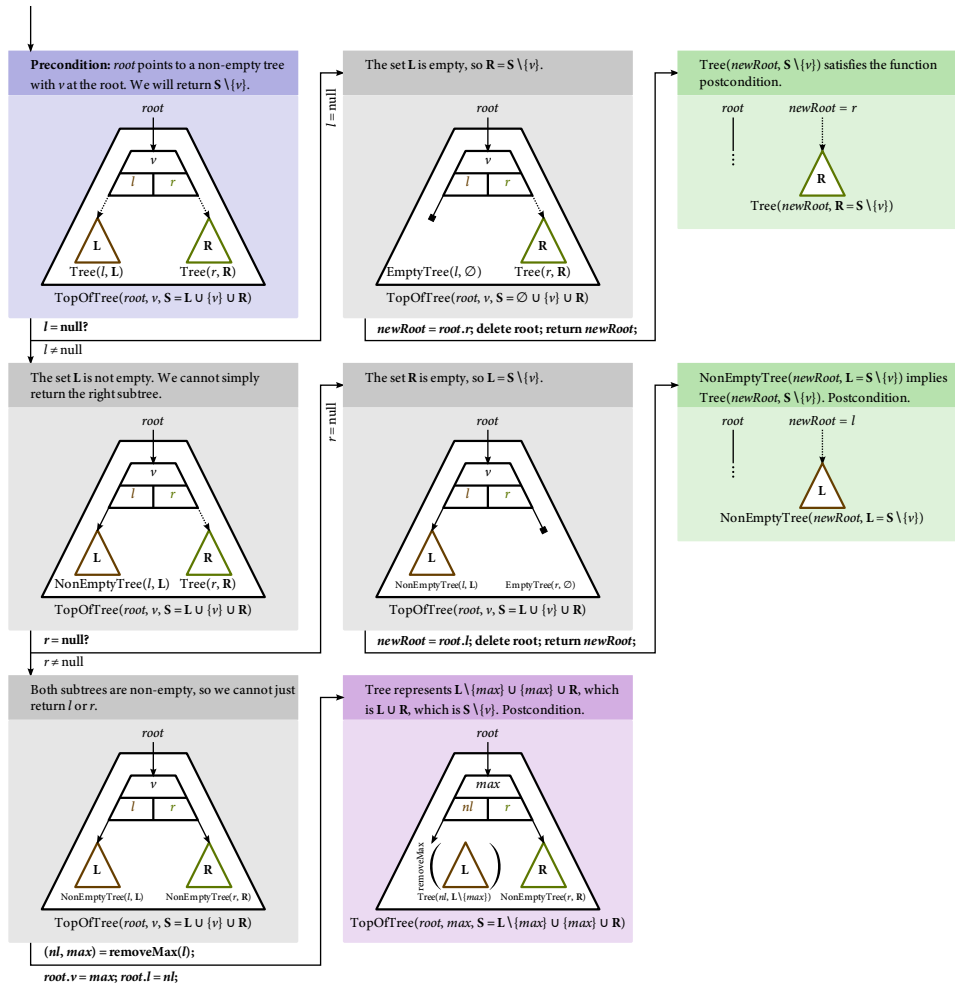 Precondition: root points to a non-empty tree
with v at the root. We will return S \ {v}.
root
v
l r
L R
Tree(l, L) Tree(r, R)
TopOfTree(root, v, S = L ∪ {v} ∪ R)
l = null?
l ≠ null
l = null
The set L is empty, so R = S \ {v}.
root
v
l r
R
EmptyTree(l, ∅) Tree(r, R)
TopOfTree(root, v, S = ∅ ∪ {v} ∪ R)
newRoot = root.r; delete root; return newRoot;
Tree(newRoot, S \ {v}) satisfies the function
postcondition.
root newRoot = r
R
Tree(newRoot, R = S \ {v})
The set L is not empty. We cannot simply
return the right subtree.
root
v
l r
L R
NonEmptyTree(l, L) Tree(r, R)
TopOfTree(root, v, S = L ∪ {v} ∪ R)
r = null?
r ≠ null
r = null
The set R is empty, so L = S \ {v}.
root
v
l r
L
NonEmptyTree(l, L) EmptyTree(r, ∅)
TopOfTree(root, v, S = L ∪ {v} ∪ R)
newRoot = root.l; delete root; return newRoot;
NonEmptyTree(newRoot, L = S \ {v}) implies
Tree(newRoot, S \ {v}). Postcondition.
root newRoot = l
L
NonEmptyTree(newRoot, L = S \ {v})
Both subtrees are non-empty, so we cannot just
return l or r.
root
v
l r
L R
NonEmptyTree(l, L) NonEmptyTree(r, R)
TopOfTree(root, v, S = L ∪ {v} ∪ R)
(nl, max) = removeMax(l);
root.v = max; root.l = nl;
Tree represents L \ {max} ∪ {max} ∪ R, which
is L ∪ R, which is S \ {v}. Postcondition.
root
max
nl r
removeMax
( L ) R
Tree(nl, L \ {max}) NonEmptyTree(r, R)
TopOfTree(root, max, S = L \ {max} ∪ {max} ∪ R)